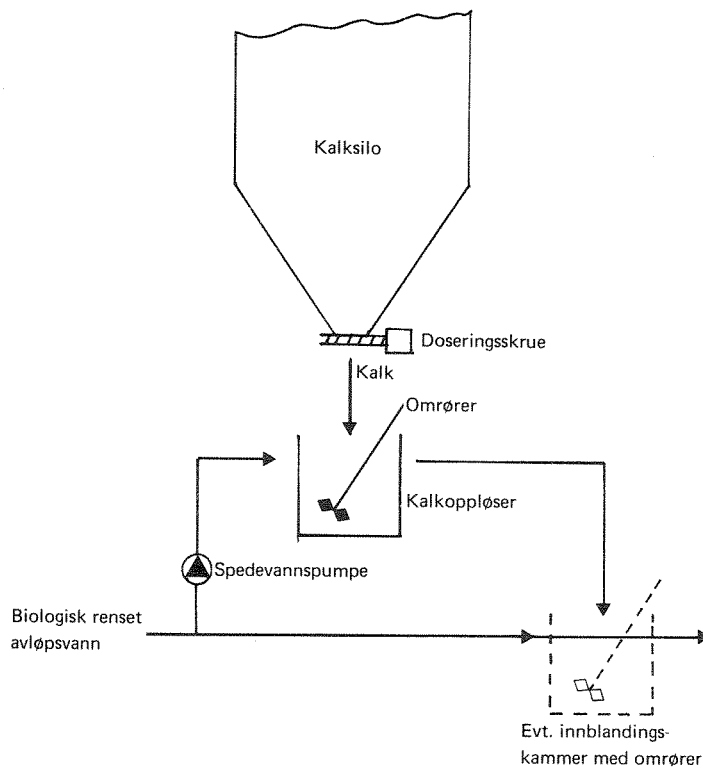 Kalksilo
Doseringsskrue
Kalk
Omrører
Kalkoppløser
Spedevannspumpe
Biologisk renset
avløpsvann
Evt. innblandings-
kammer med omrører